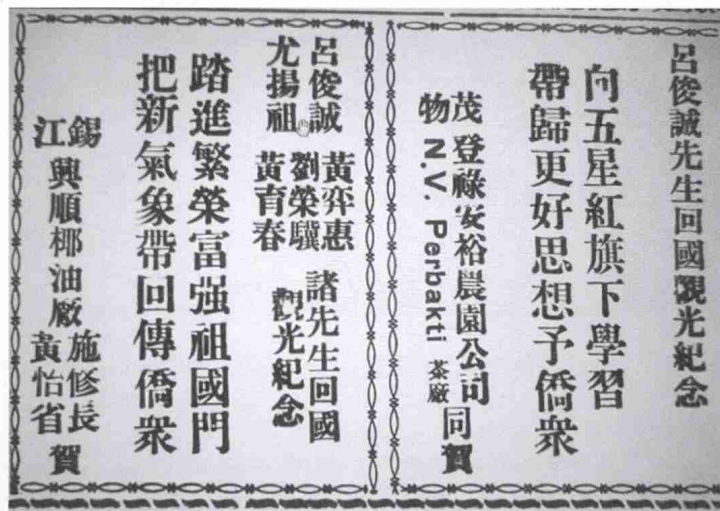 呂俊誠先生回國觀光紀念
向五星紅旗下學習
帶歸更好思想予僑衆
茂物
登祿安裕農園公司
N.V. Perbakti 茶廠
同賀
呂俊誠
尤揚祖
黃弈惠
劉榮驥
黃育春
諸先生回國
觀光紀念
踏進繁榮富强祖國門
把新氣象帶回傳僑衆
錫江
興順椰油廠
施修長
黃怡省
賀